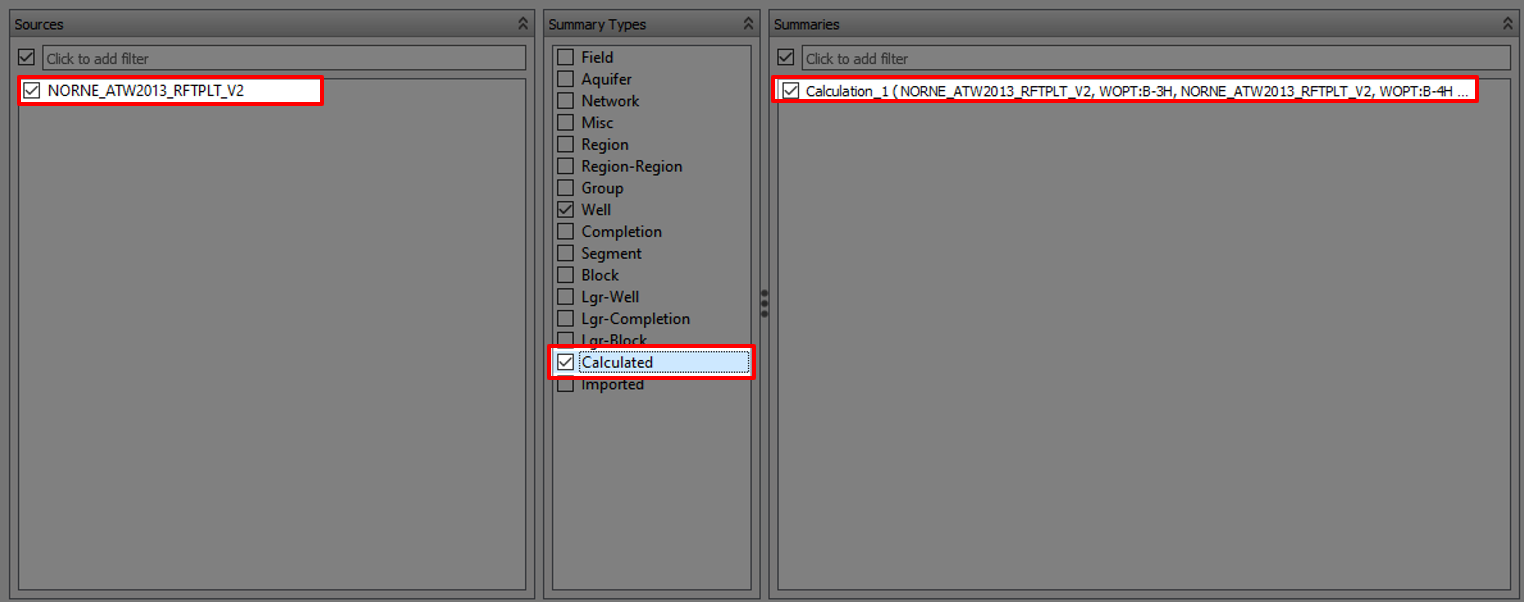 Sources
Click to add filter
NORNE_ATW2013_RFTPLT_V2
Summary Types
Field
Aquifer
Network
Misc
Region
Region-Region
Group
Well
Completion
Segment
Block
Lgr-Well
Lgr-Completion
Lgr-Block
Calculated
Imported
Summaries
Click to add filter
Calculation_1 ( NORNE_ATW2013_RFTPLT_V2, WOPT:B-3H, NORNE_ATW2013_RFTPLT_V2, WOPT:B-4H ...